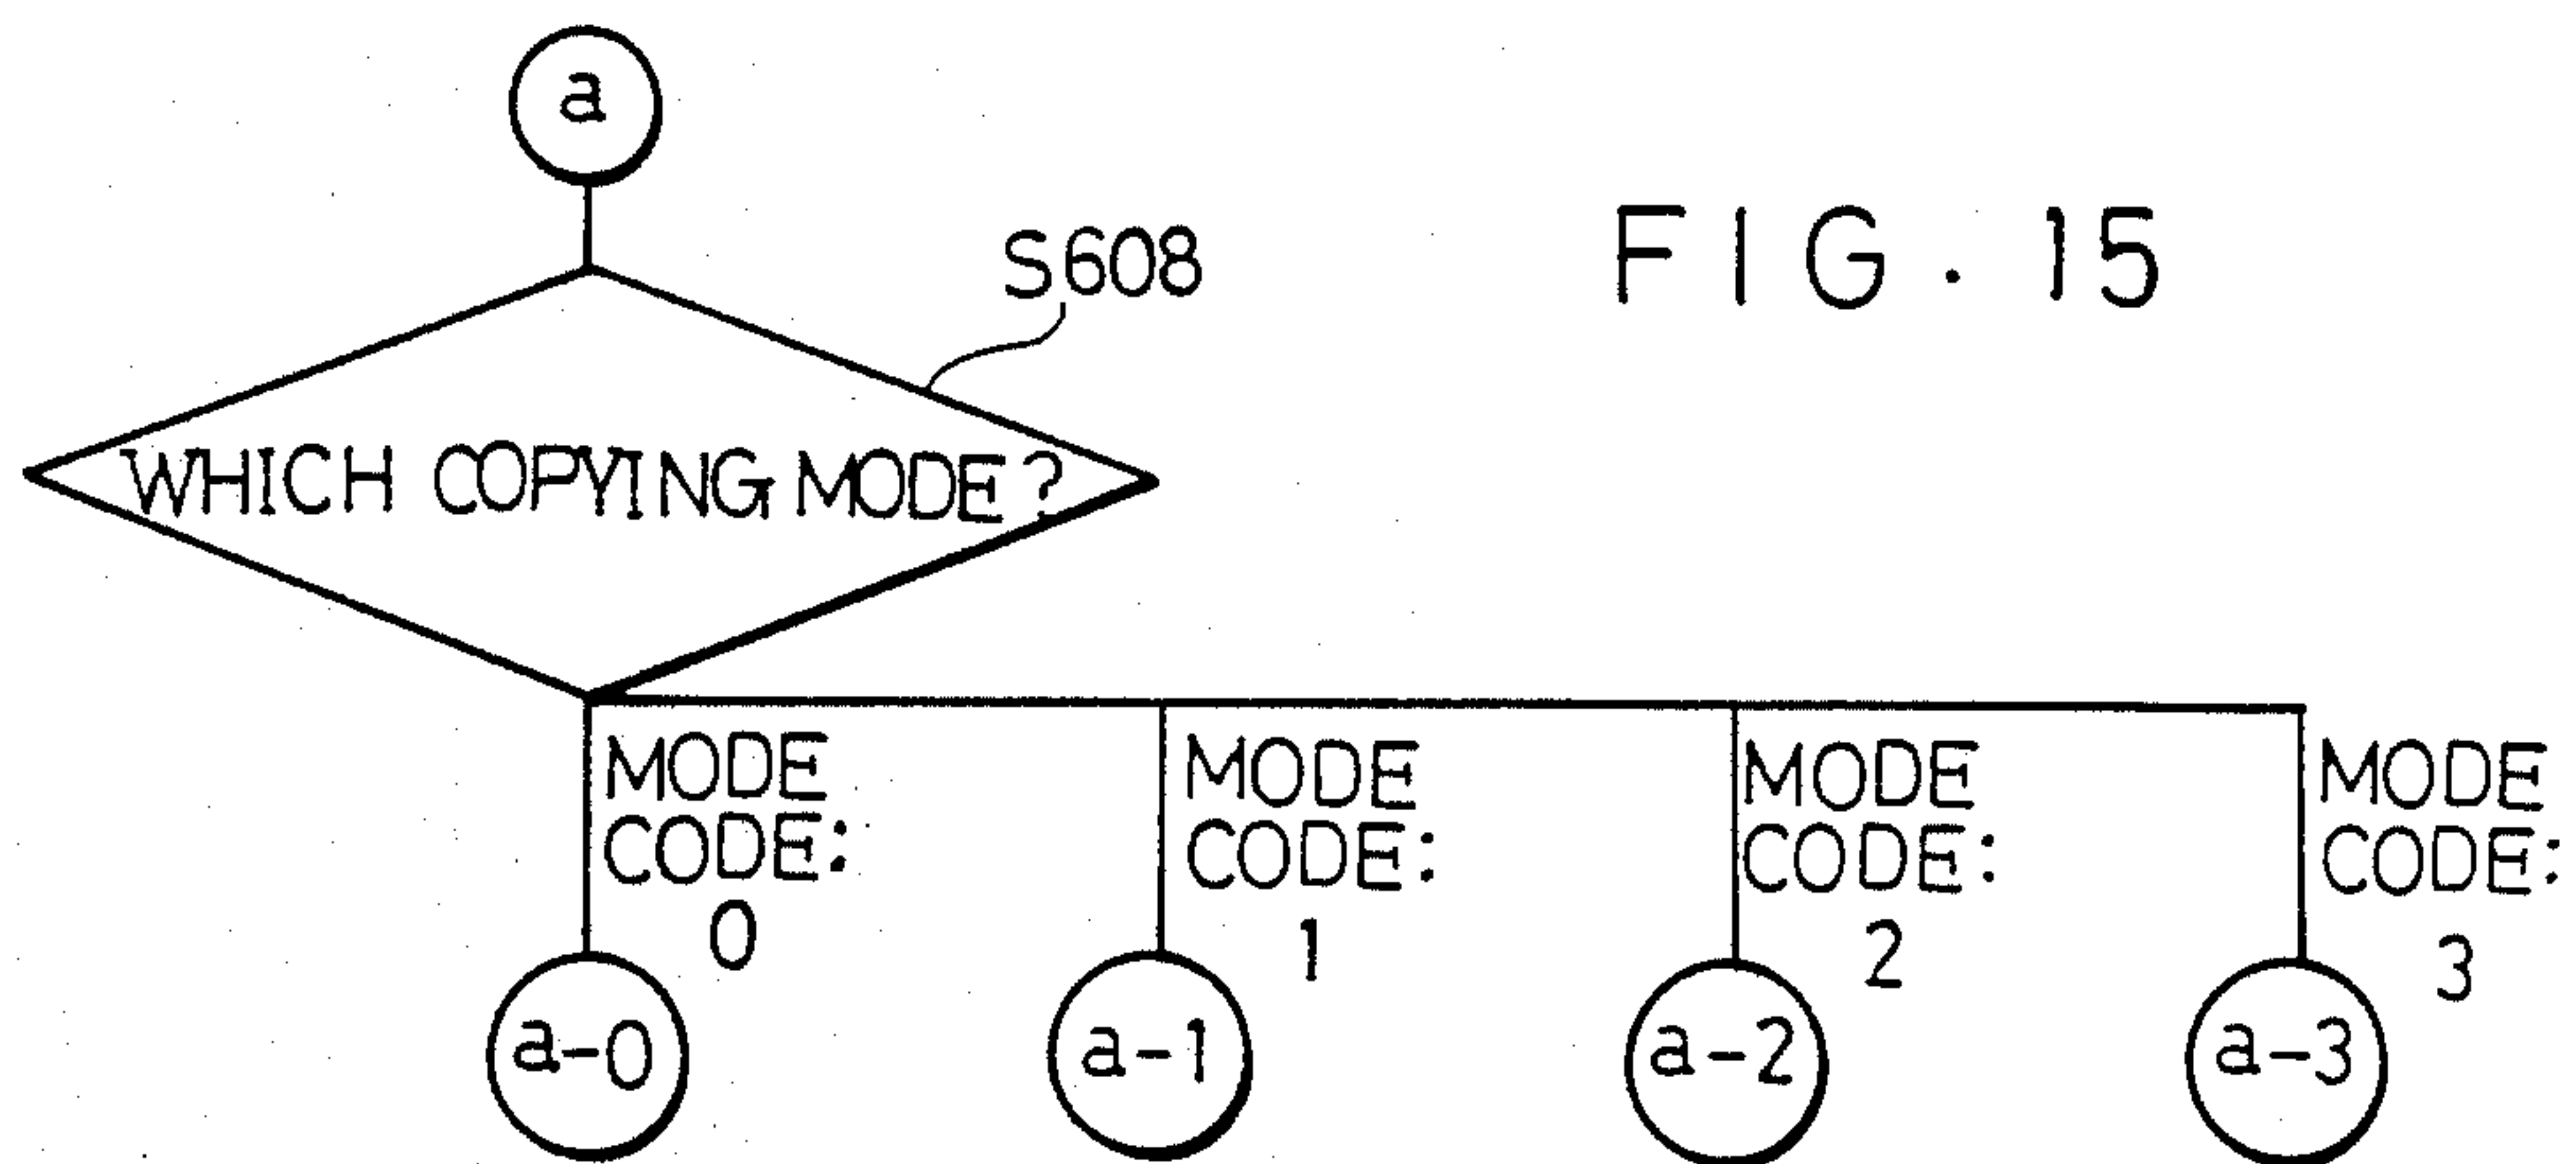 a
S608
FIG. 15
WHICH COPYING MODE?
MODE
CODE:
0
MODE
CODE:
1
MODE
CODE:
2
MODE
CODE:
3
a-0
a-1
a-2
a-3